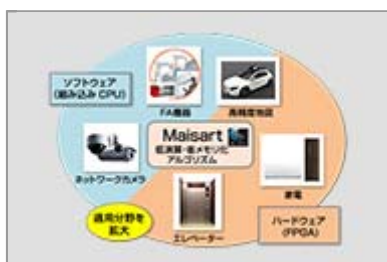 ソフトウェア
(組み込みCPU)
FA機器
高精度地図
Maisart
低演算・省メモリ化
アルゴリズム
ネットワークカメラ
家電
適用分野を
拡大
エレベーター
ハードウェア
(FPGA)